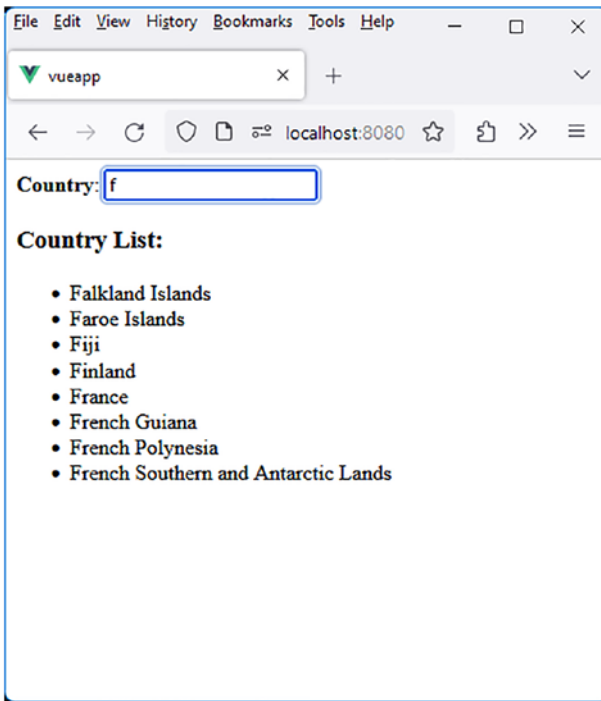 File Edit View History Bookmarks Tools Help
vueapp
localhost:8080
Country: f
Country List:
• Falkland Islands
• Faroe Islands
• Fiji
• Finland
• France
• French Guiana
• French Polynesia
• French Southern and Antarctic Lands